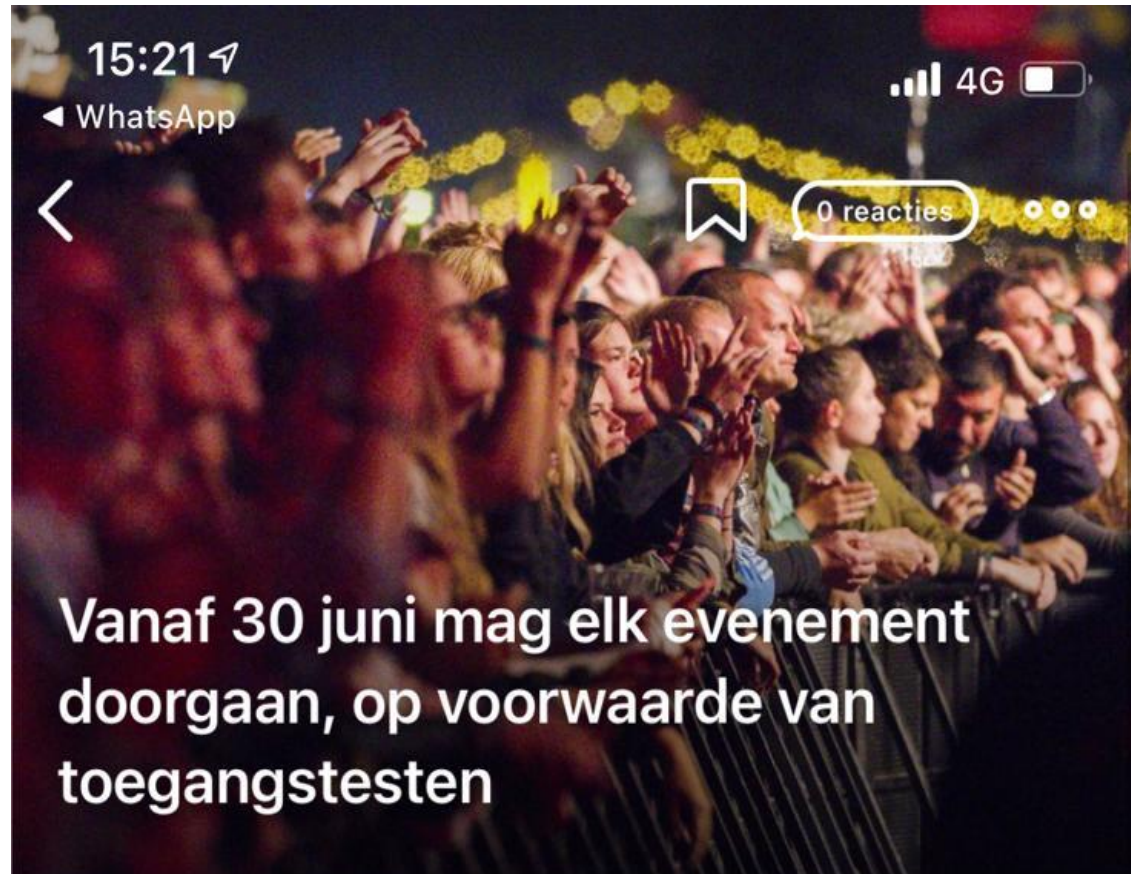 15:21
4G
WhatsApp
0 reacties
Vanaf 30 juni mag elk evenement
doorgaan, op voorwaarde van
toegangstesten